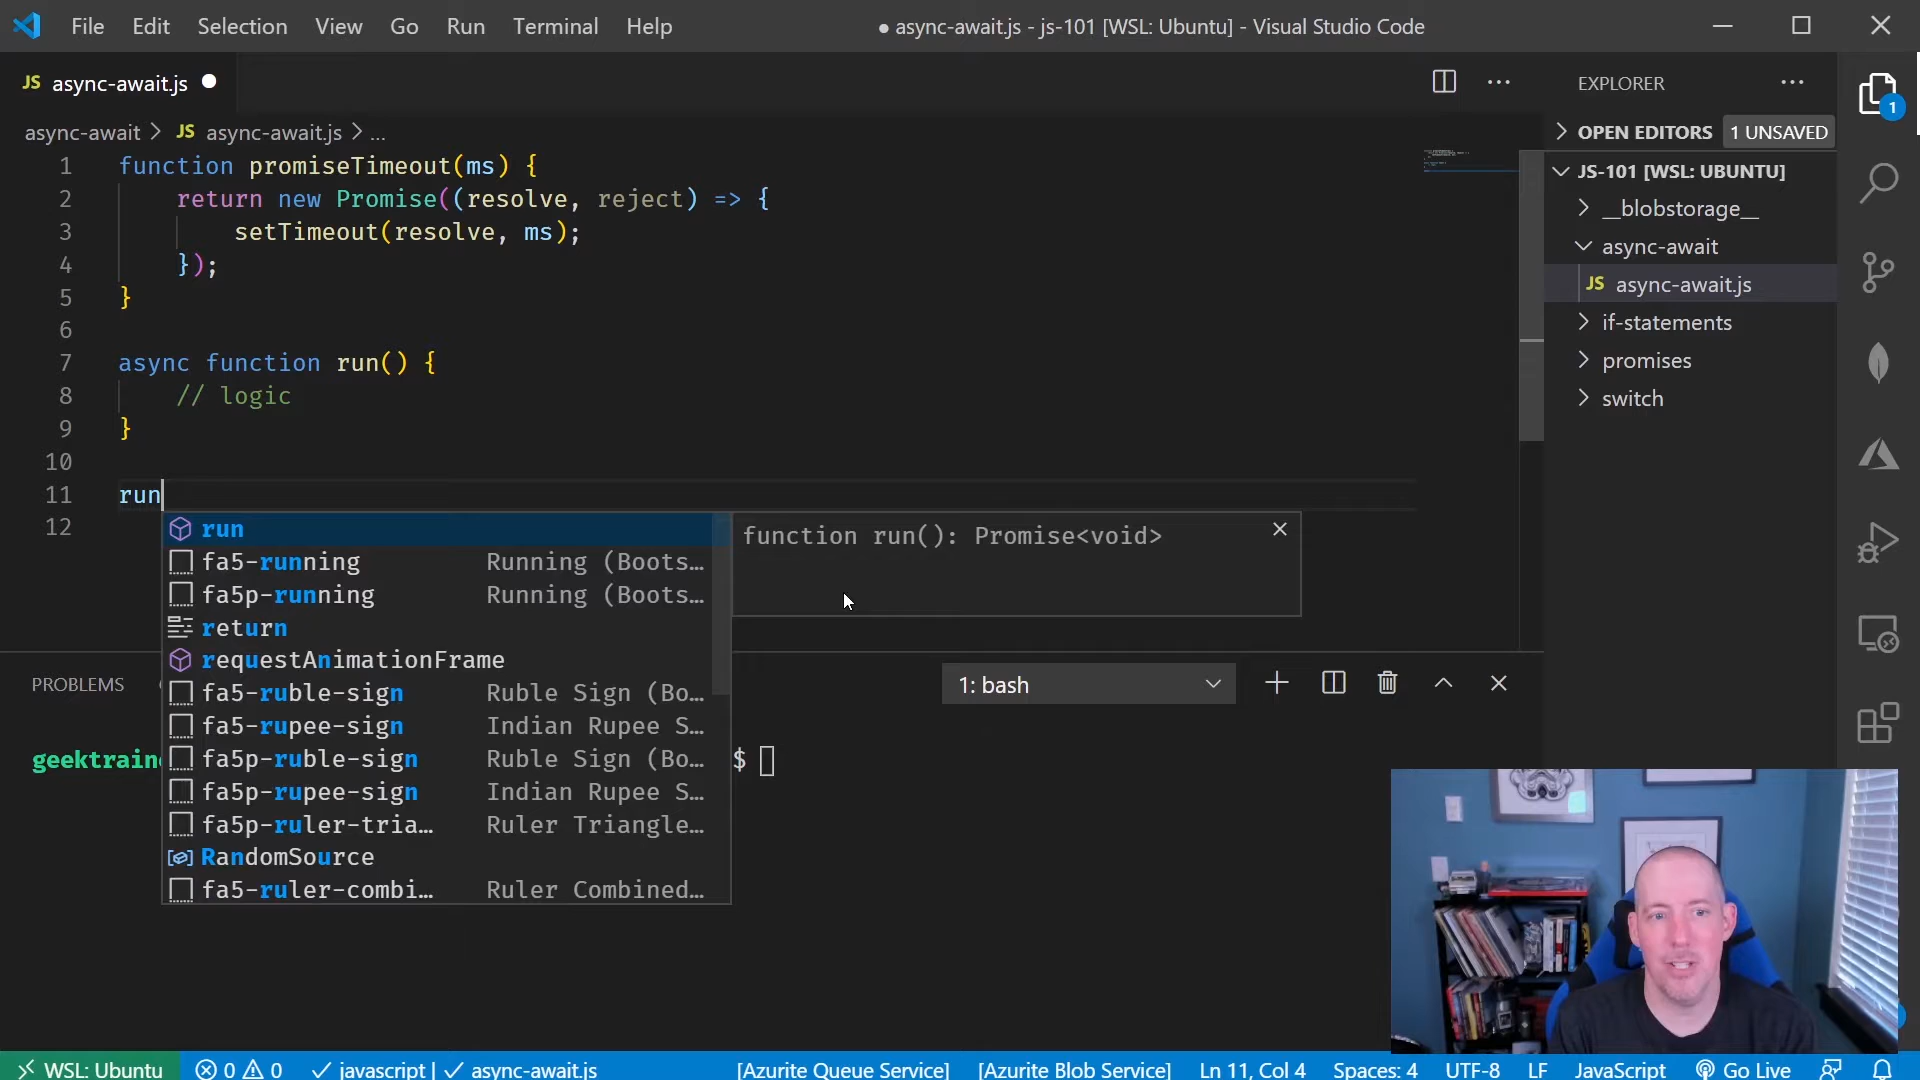 File Edit Selection View Go Run Terminal Help
● async-await.js - js-101 [WSL: Ubuntu] - Visual Studio Code
JS async-await.js
async-await > JS async-await.js > ...
1 function promiseTimeout(ms) {
2 return new Promise((resolve, reject) => {
3 setTimeout(resolve, ms);
4 });
5 }
6
7 async function run() {
8 // logic
9 }
10
11 run
12
run
fa5-running Running (Boots…
fa5p-running Running (Boots…
return
requestAnimationFrame
fa5-ruble-sign Ruble Sign (Bo…
fa5-rupee-sign Indian Rupee S…
fa5p-ruble-sign Ruble Sign (Bo…
fa5p-rupee-sign Indian Rupee S…
fa5p-ruler-tria… Ruler Triangle…
RandomSource
fa5-ruler-combi… Ruler Combined…
function run(): Promise<void>
PROBLEMS
1: bash
geektrain
$
EXPLORER
OPEN EDITORS 1 UNSAVED
JS-101 [WSL: UBUNTU]
__blobstorage__
async-await
JS async-await.js
if-statements
promises
switch
1
WSL: Ubuntu 0 0 javascript | async-await.js [Azurite Queue Service] [Azurite Blob Service] Ln 11, Col 4 Spaces: 4 UTF-8 LF JavaScript Go Live